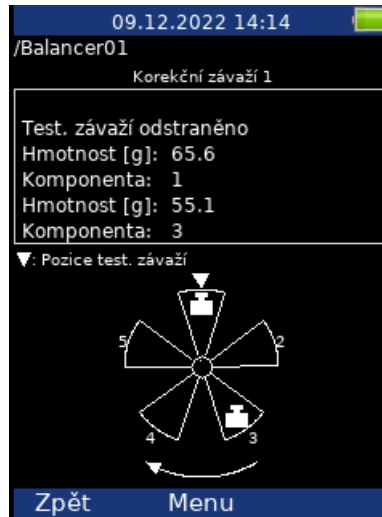 09.12.2022 14:14
/Balancer01
Korekční závaží 1
Test. závaží odstraněno
Hmotnost [g]: 65.6
Komponenta: 1
Hmotnost [g]: 55.1
Komponenta: 3
▼: Pozice test. závaží
5
2
4
3
Zpět Menu